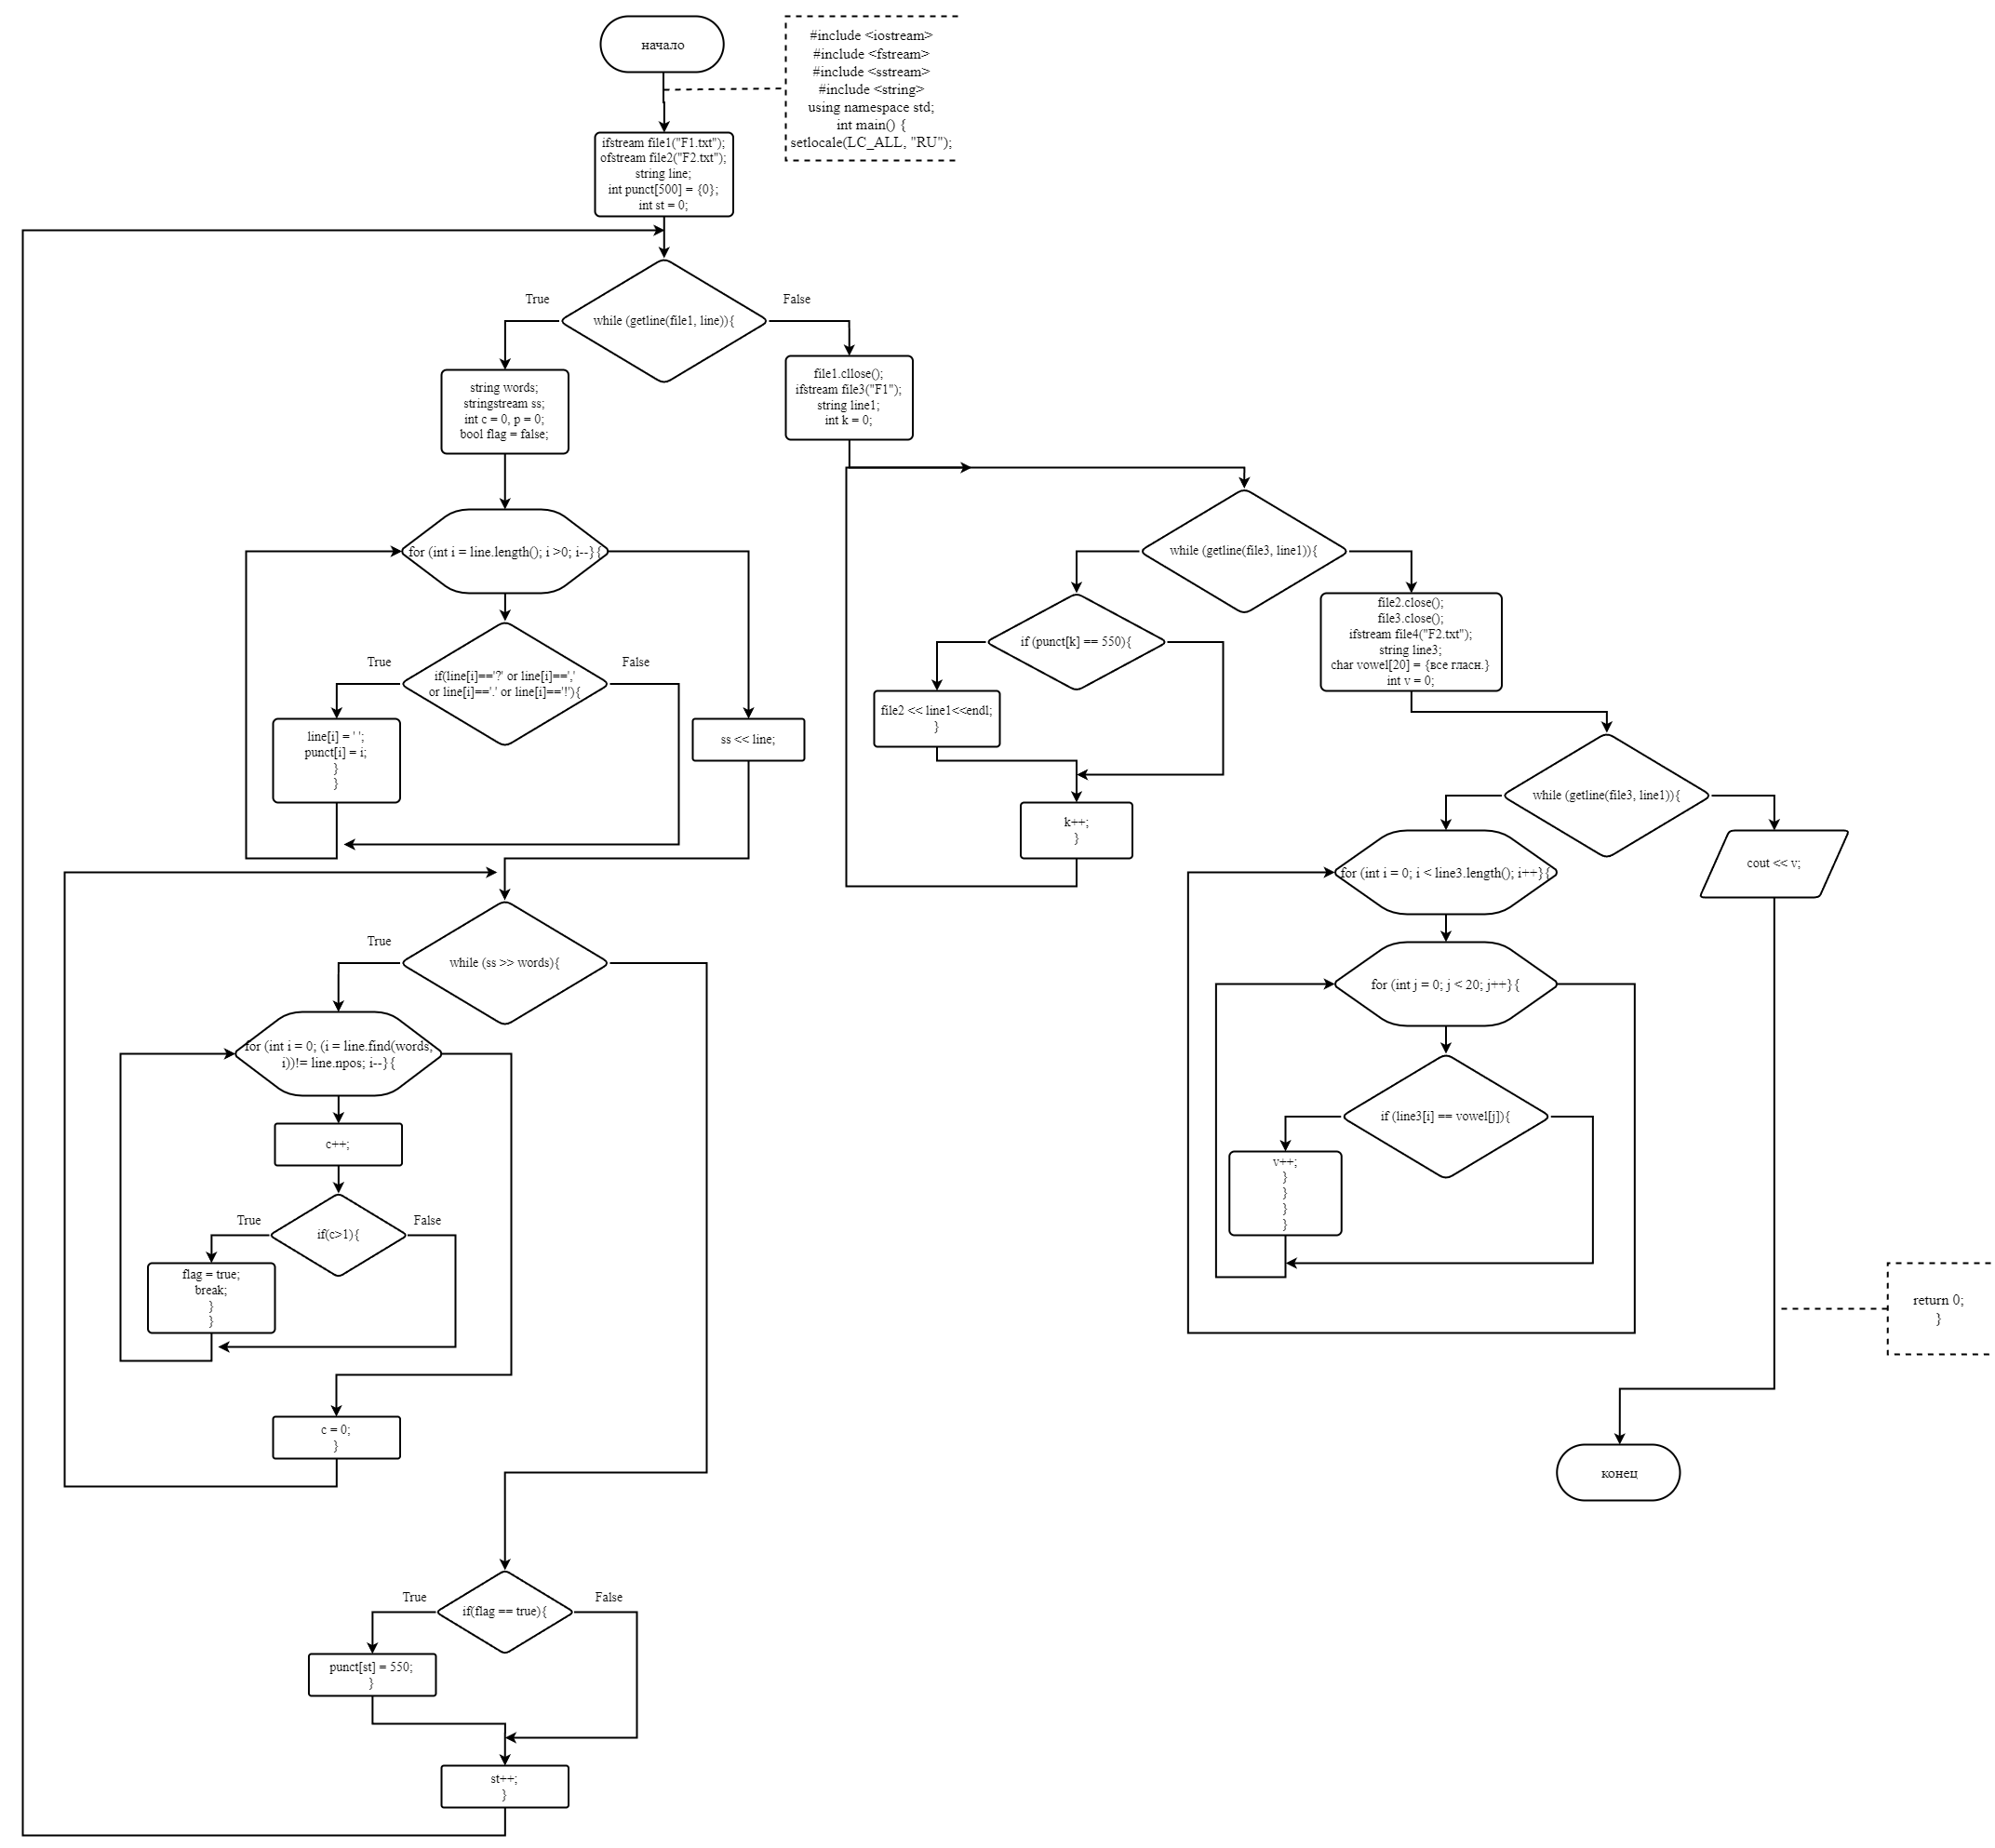 начало
#include <iostream>
#include <fstream>
#include <sstream>
#include <string>
using namespace std;
int main() {
setlocale(LC_ALL, "RU");
ifstream file1("F1.txt");
ofstream file2("F2.txt");
string line;
int punct[500] = {0};
int st = 0;
while (getline(file1, line)){
True
False
string words;
stringstream ss;
int c = 0, p = 0;
bool flag = false;
for (int i = line.length(); i >0; i--}{
if(line[i]=='?' or line[i]==','
or line[i]=='.' or line[i]=='!'){
True
False
line[i] = ' ';
punct[i] = i;
}
}
ss << line;
while (ss >> words){
True
for (int i = 0; (i = line.find(words,
i))!= line.npos; i--}{
c++;
if(c>1){
True
False
flag = true;
break;
}
}
c = 0;
}
if(flag == true){
True
False
punct[st] = 550;
}
st++;
}
file1.cllose();
ifstream file3("F1");
string line1;
int k = 0;
while (getline(file3, line1)){
if (punct[k] == 550){
file2 << line1<<endl;
}
k++;
}
file2.close();
file3.close();
ifstream file4("F2.txt");
string line3;
char vowel[20] = {все гласн.}
int v = 0;
while (getline(file3, line1)){
for (int i = 0; i < line3.length(); i++}{
for (int j = 0; j < 20; j++}{
if (line3[i] == vowel[j]){
v++;
}
}
}
}
cout << v;
return 0;
}
конец